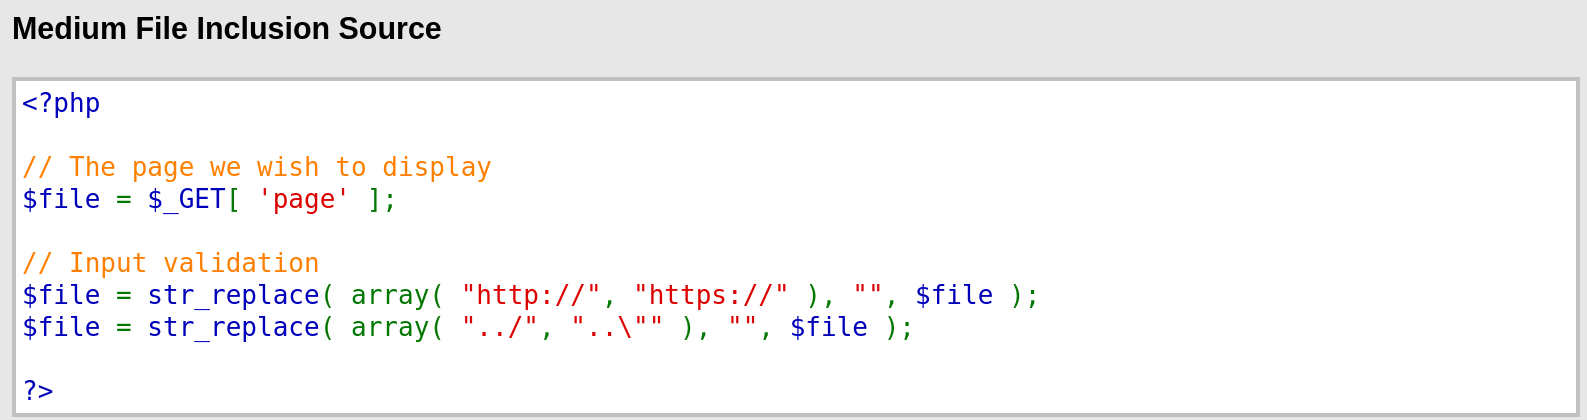 Medium File Inclusion Source
<?php
// The page we wish to display
$file = $_GET[ 'page' ];
// Input validation
$file = str_replace( array( "http://", "https://" ), "", $file );
$file = str_replace( array( "../", "..\"" ), "", $file );
?>